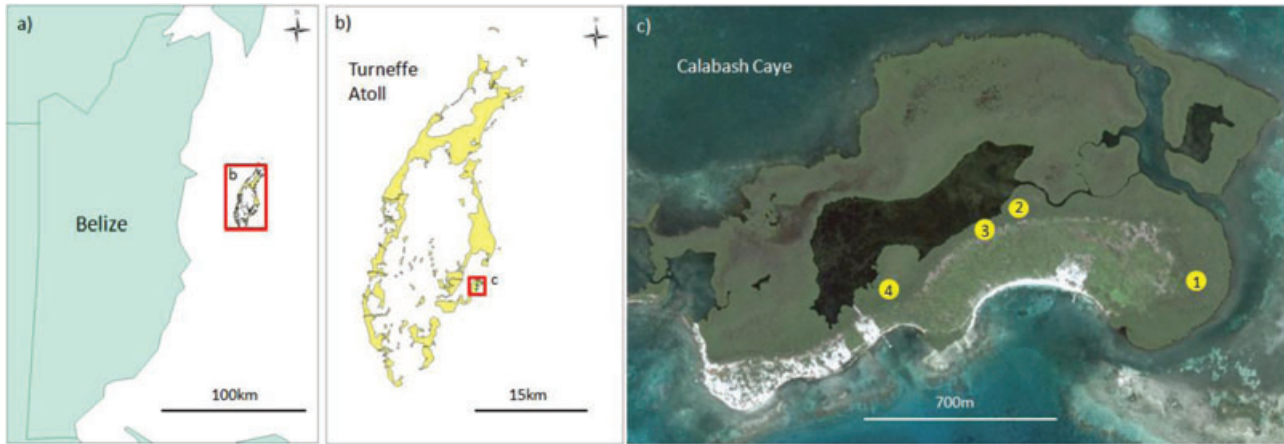 a)
N
b
Belize
100km
b)
N
Turneffe
Atoll
c
15km
c)
Calabash Caye
2
3
4
1
700m